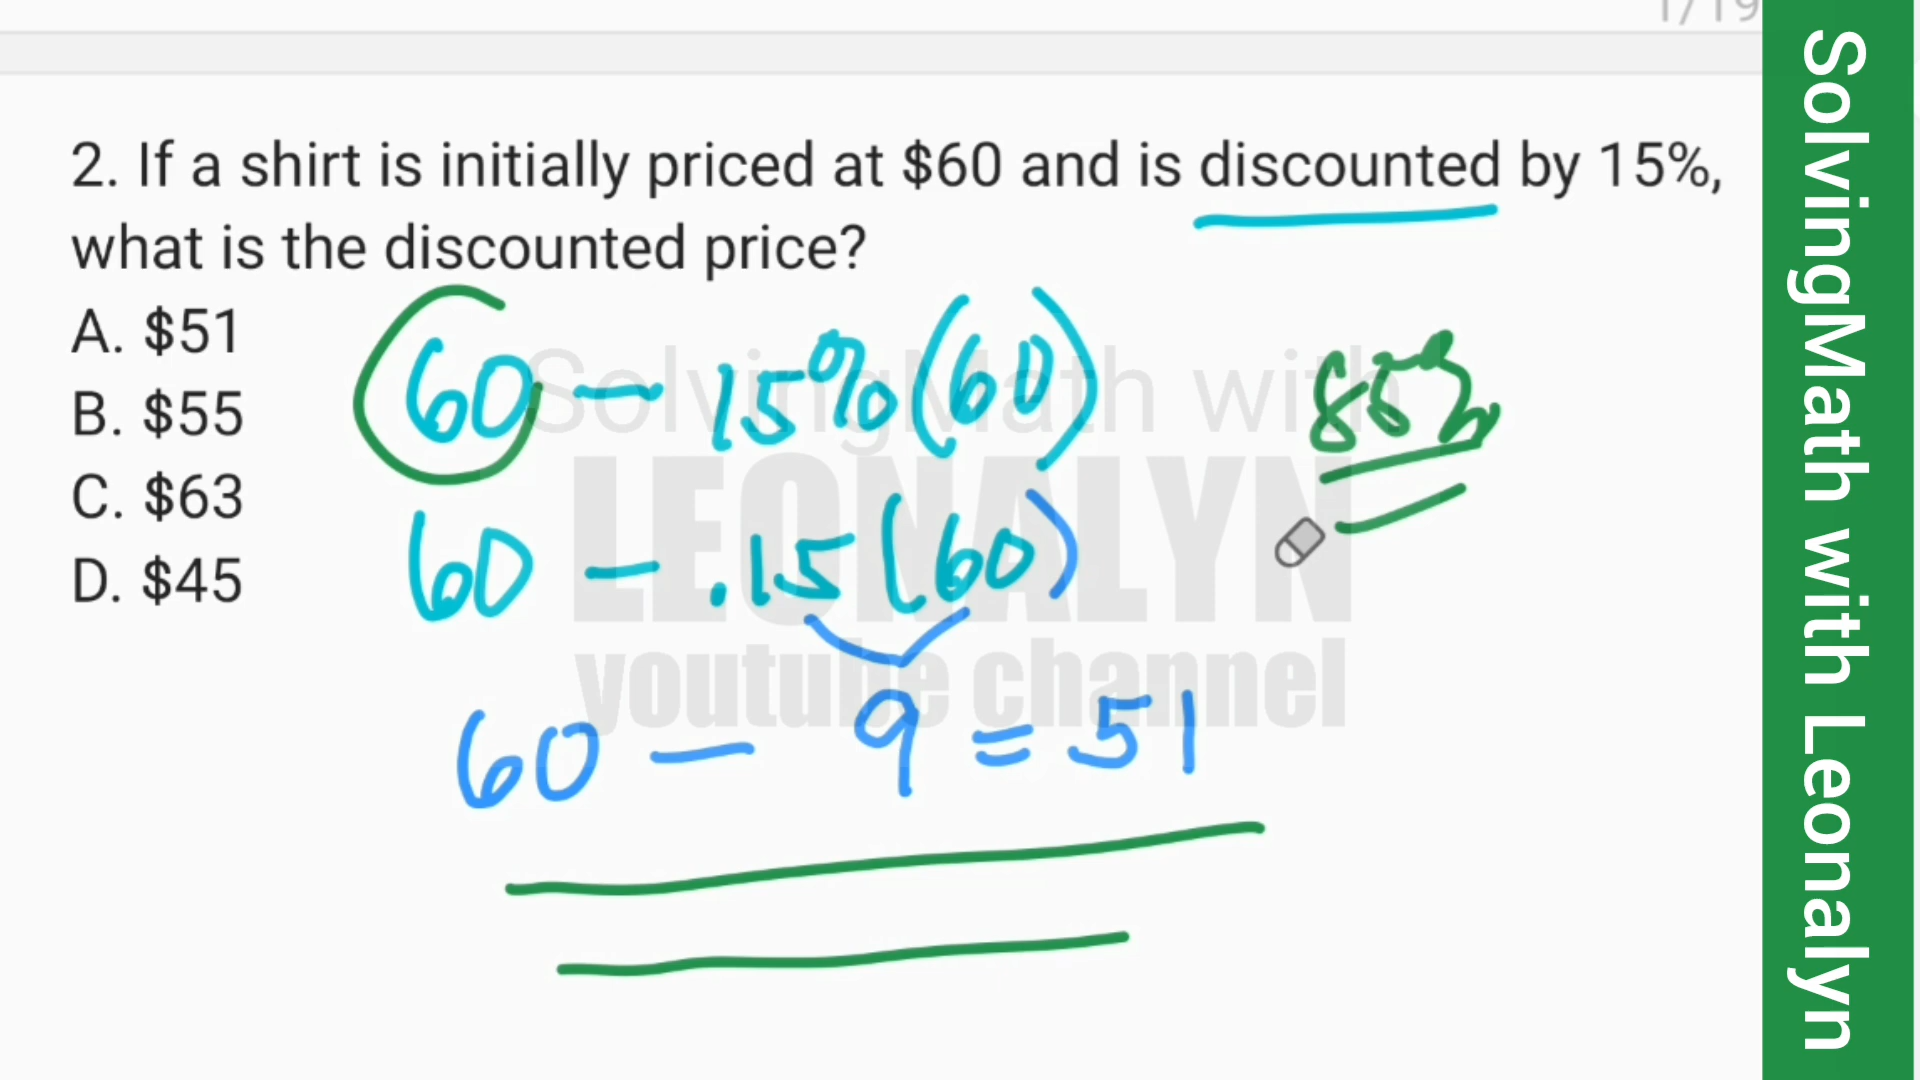 2. If a shirt is initially priced at $60 and is discounted by 15%,
what is the discounted price?
A. $51
B. $55
C. $63
D. $45
60 - 15% (60)
60 - .15 (60)
60 - 9 = 51
SolvingMath with
LEONALYN
youtube channel
SolvingMath with Leonalyn